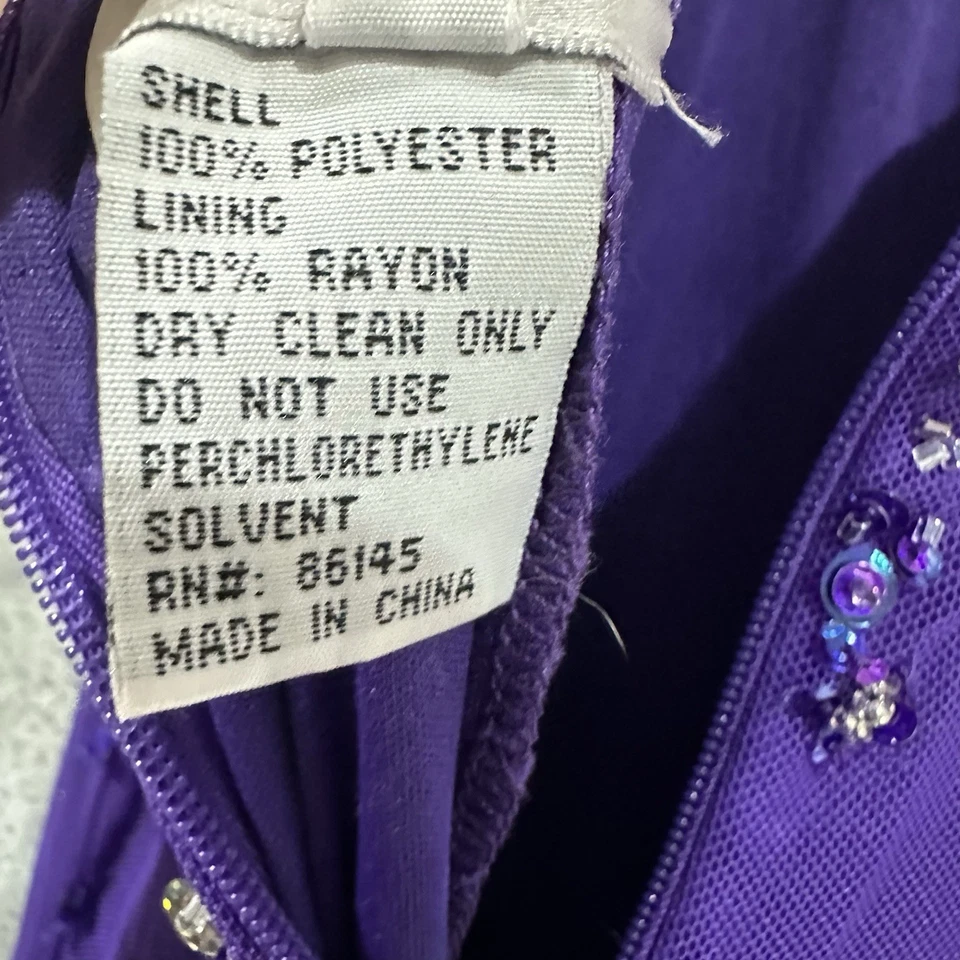 SHELL
100% POLYESTER
LINING
100% RAYON
DRY CLEAN ONLY
DO NOT USE
PERCHLORETHYLENE
SOLVENT
RN#: 86145
MADE IN CHINA